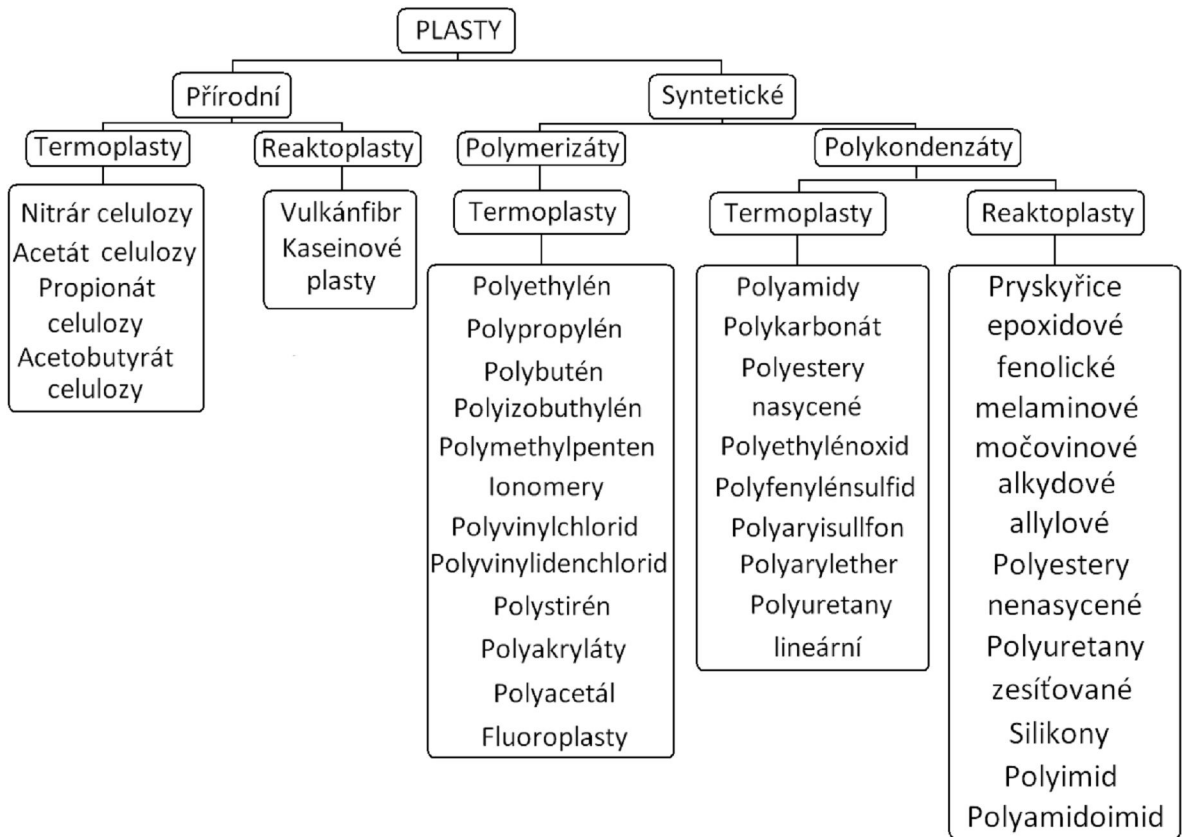 PLASTY
Přírodní
Syntetické
Termoplasty
Reaktoplasty
Polymerizáty
Polykondenzáty
Nitrár celulozy
Acetát celulozy
Propionát
celulozy
Acetobutyrát
celulozy
Vulkánfibr
Kaseinové
plasty
Termoplasty
Polyethylén
Polypropylén
Polybutén
Polyizobuthylén
Polymethylpenten
Ionomery
Polyvinylchlorid
Polyvinylidenchlorid
Polystirén
Polyakryláty
Polyacetál
Fluoroplasty
Termoplasty
Polyamidy
Polykarbonát
Polyestery
nasycené
Polyethylénoxid
Polyfenylénsulfid
Polyaryisullfon
Polyarylether
Polyuretany
lineární
Reaktoplasty
Pryskyřice
epoxidové
fenolické
melaminové
močovinové
alkydové
allylové
Polyestery
nenasycené
Polyuretany
zesíťované
Silikony
Polyimid
Polyamidoimid